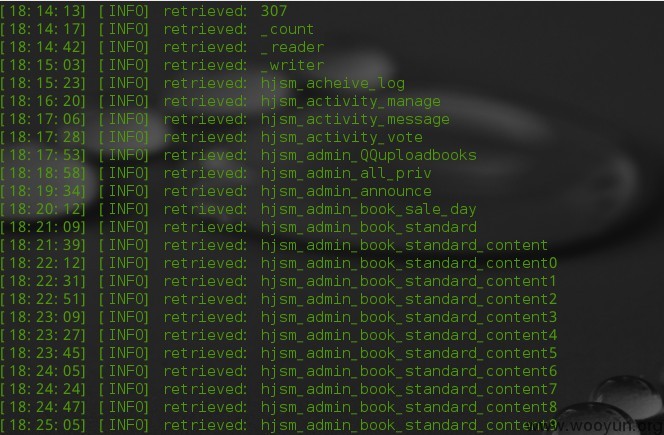 [18:14:13] [INFO] retrieved: 307
[18:14:17] [INFO] retrieved: _count
[18:14:42] [INFO] retrieved: _reader
[18:15:03] [INFO] retrieved: _writer
[18:15:23] [INFO] retrieved: hjsm_acheive_log
[18:16:20] [INFO] retrieved: hjsm_activity_manage
[18:17:06] [INFO] retrieved: hjsm_activity_message
[18:17:28] [INFO] retrieved: hjsm_activity_vote
[18:17:53] [INFO] retrieved: hjsm_admin_QQuploadbooks
[18:18:58] [INFO] retrieved: hjsm_admin_all_priv
[18:19:34] [INFO] retrieved: hjsm_admin_announce
[18:20:12] [INFO] retrieved: hjsm_admin_book_sale_day
[18:21:09] [INFO] retrieved: hjsm_admin_book_standard
[18:21:39] [INFO] retrieved: hjsm_admin_book_standard_content
[18:22:12] [INFO] retrieved: hjsm_admin_book_standard_content0
[18:22:31] [INFO] retrieved: hjsm_admin_book_standard_content1
[18:22:51] [INFO] retrieved: hjsm_admin_book_standard_content2
[18:23:09] [INFO] retrieved: hjsm_admin_book_standard_content3
[18:23:27] [INFO] retrieved: hjsm_admin_book_standard_content4
[18:23:45] [INFO] retrieved: hjsm_admin_book_standard_content5
[18:24:05] [INFO] retrieved: hjsm_admin_book_standard_content6
[18:24:24] [INFO] retrieved: hjsm_admin_book_standard_content7
[18:24:47] [INFO] retrieved: hjsm_admin_book_standard_content8
[18:25:05] [INFO] retrieved: hjsm_admin_book_standard_content9
www.wooyun.org